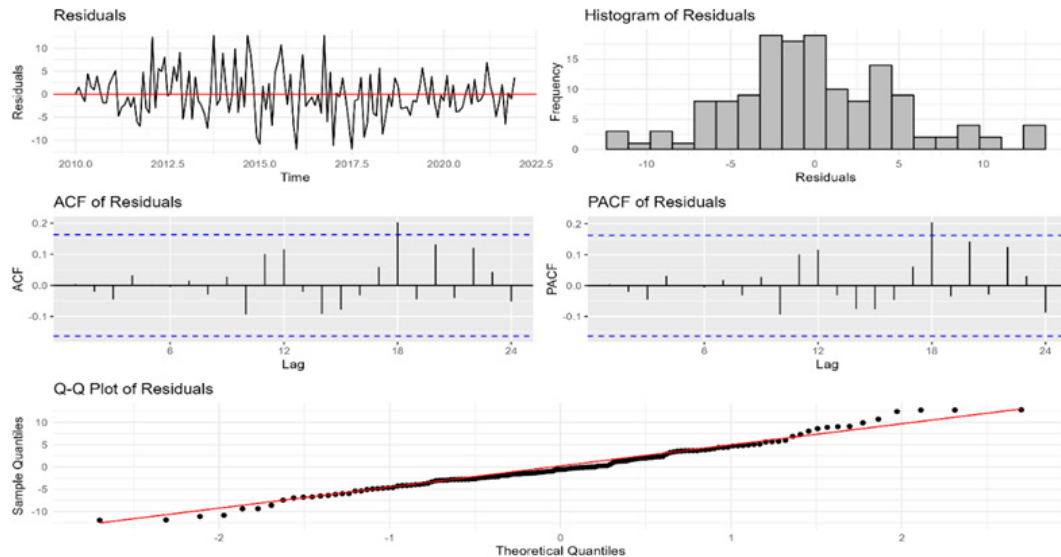 Residuals
Residuals
10
5
0
-5
-10
2010.0 2012.5 2015.0 2017.5 2020.0 2022.5
Time
Histogram of Residuals
Frequency
15
10
5
0
-10 -5 0 5 10
Residuals
ACF of Residuals
ACF
0.2
0.1
0.0
-0.1
6 12 18 24
Lag
PACF of Residuals
PACF
0.2
0.1
0.0
-0.1
6 12 18 24
Lag
Q-Q Plot of Residuals
Sample Quantiles
10
5
0
-5
-10
-2 -1 0 1 2
Theoretical Quantiles